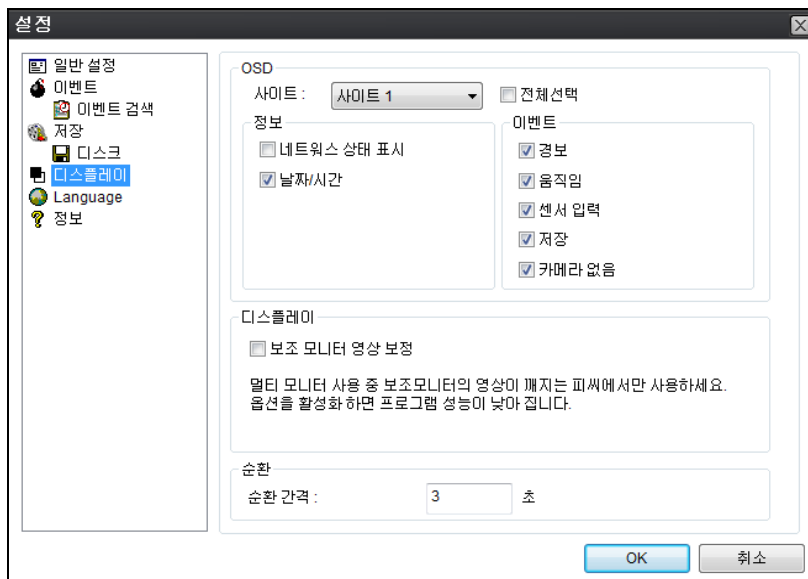 설정
일반 설정
이벤트
이벤트 검색
저장
디스크
디스플레이
Language
정보
OSD
사이트 : 사이트 1 전체선택
정보
네트워스 상태 표시
날짜/시간
이벤트
경보
움직임
센서 입력
저장
카메라 없음
디스플레이
보조 모니터 영상 보정
멀티 모니터 사용 중 보조모니터의 영상이 깨지는 피씨에서만 사용하세요.
옵션을 활성화 하면 프로그램 성능이 낮아 집니다.
순환
순환 간격 : 3 초
OK 취소